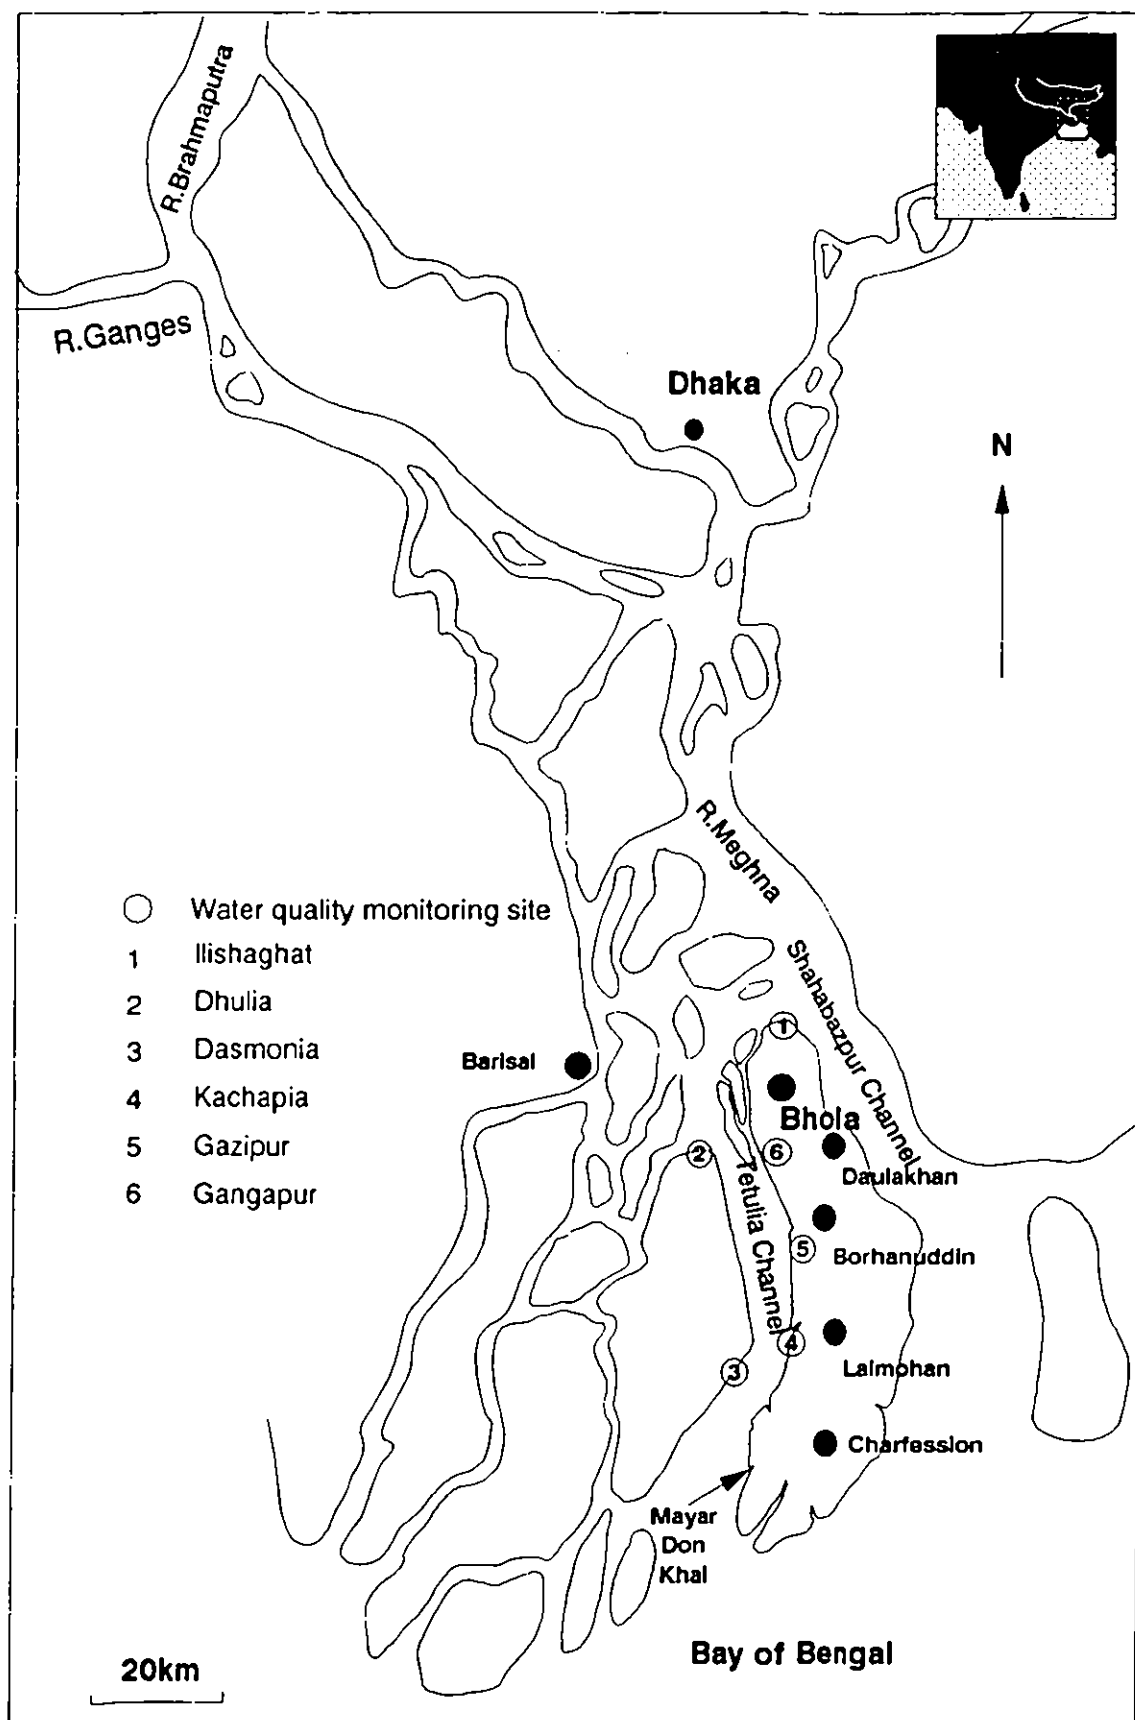 R.Brahmaputra
R.Ganges
Dhaka
N
R.Meghna
Water quality monitoring site
1 Ilishaghat
2 Dhulia
3 Dasmonia
4 Kachapia
5 Gazipur
6 Gangapur
Shahabazpur Channel
1
Barisal
Bhola
2
6
Tetulia Channel
Daulakhan
5
Borhanuddin
4
3
Lalmohan
Charfession
Mayar
Don
Khal
Bay of Bengal
20km